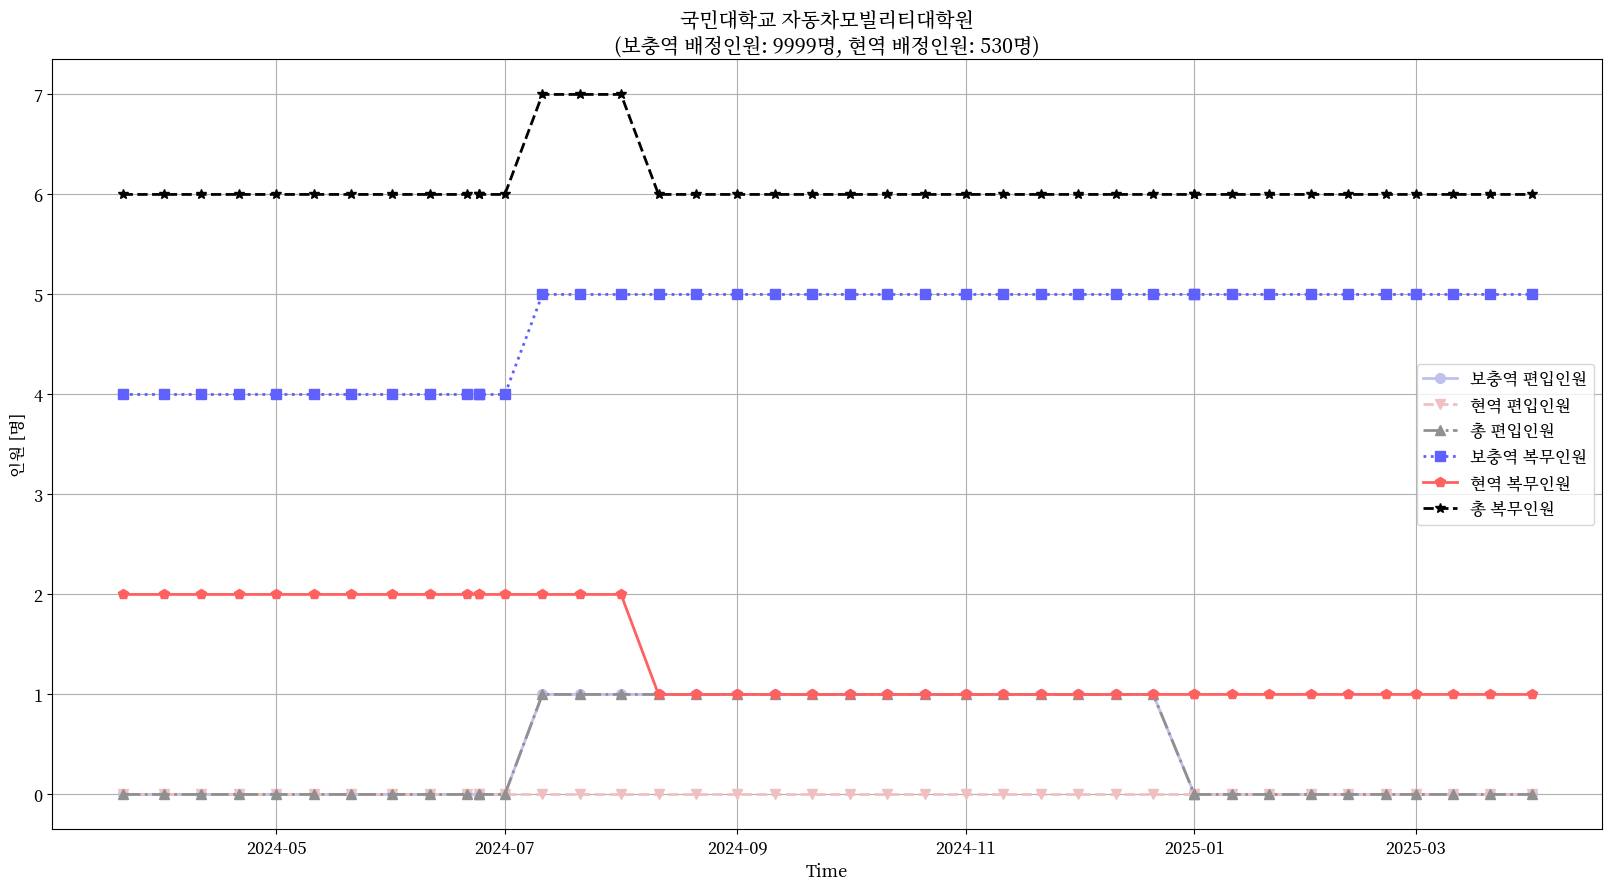 국민대학교 자동차모빌리티대학원
(보충역 배정인원: 9999명, 현역 배정인원: 530명)
7
6
5
4
3
2
1
0
인원 [명]
보충역 편입인원
현역 편입인원
총 편입인원
보충역 복무인원
현역 복무인원
총 복무인원
2024-05
2024-07
2024-09
2024-11
2025-01
2025-03
Time